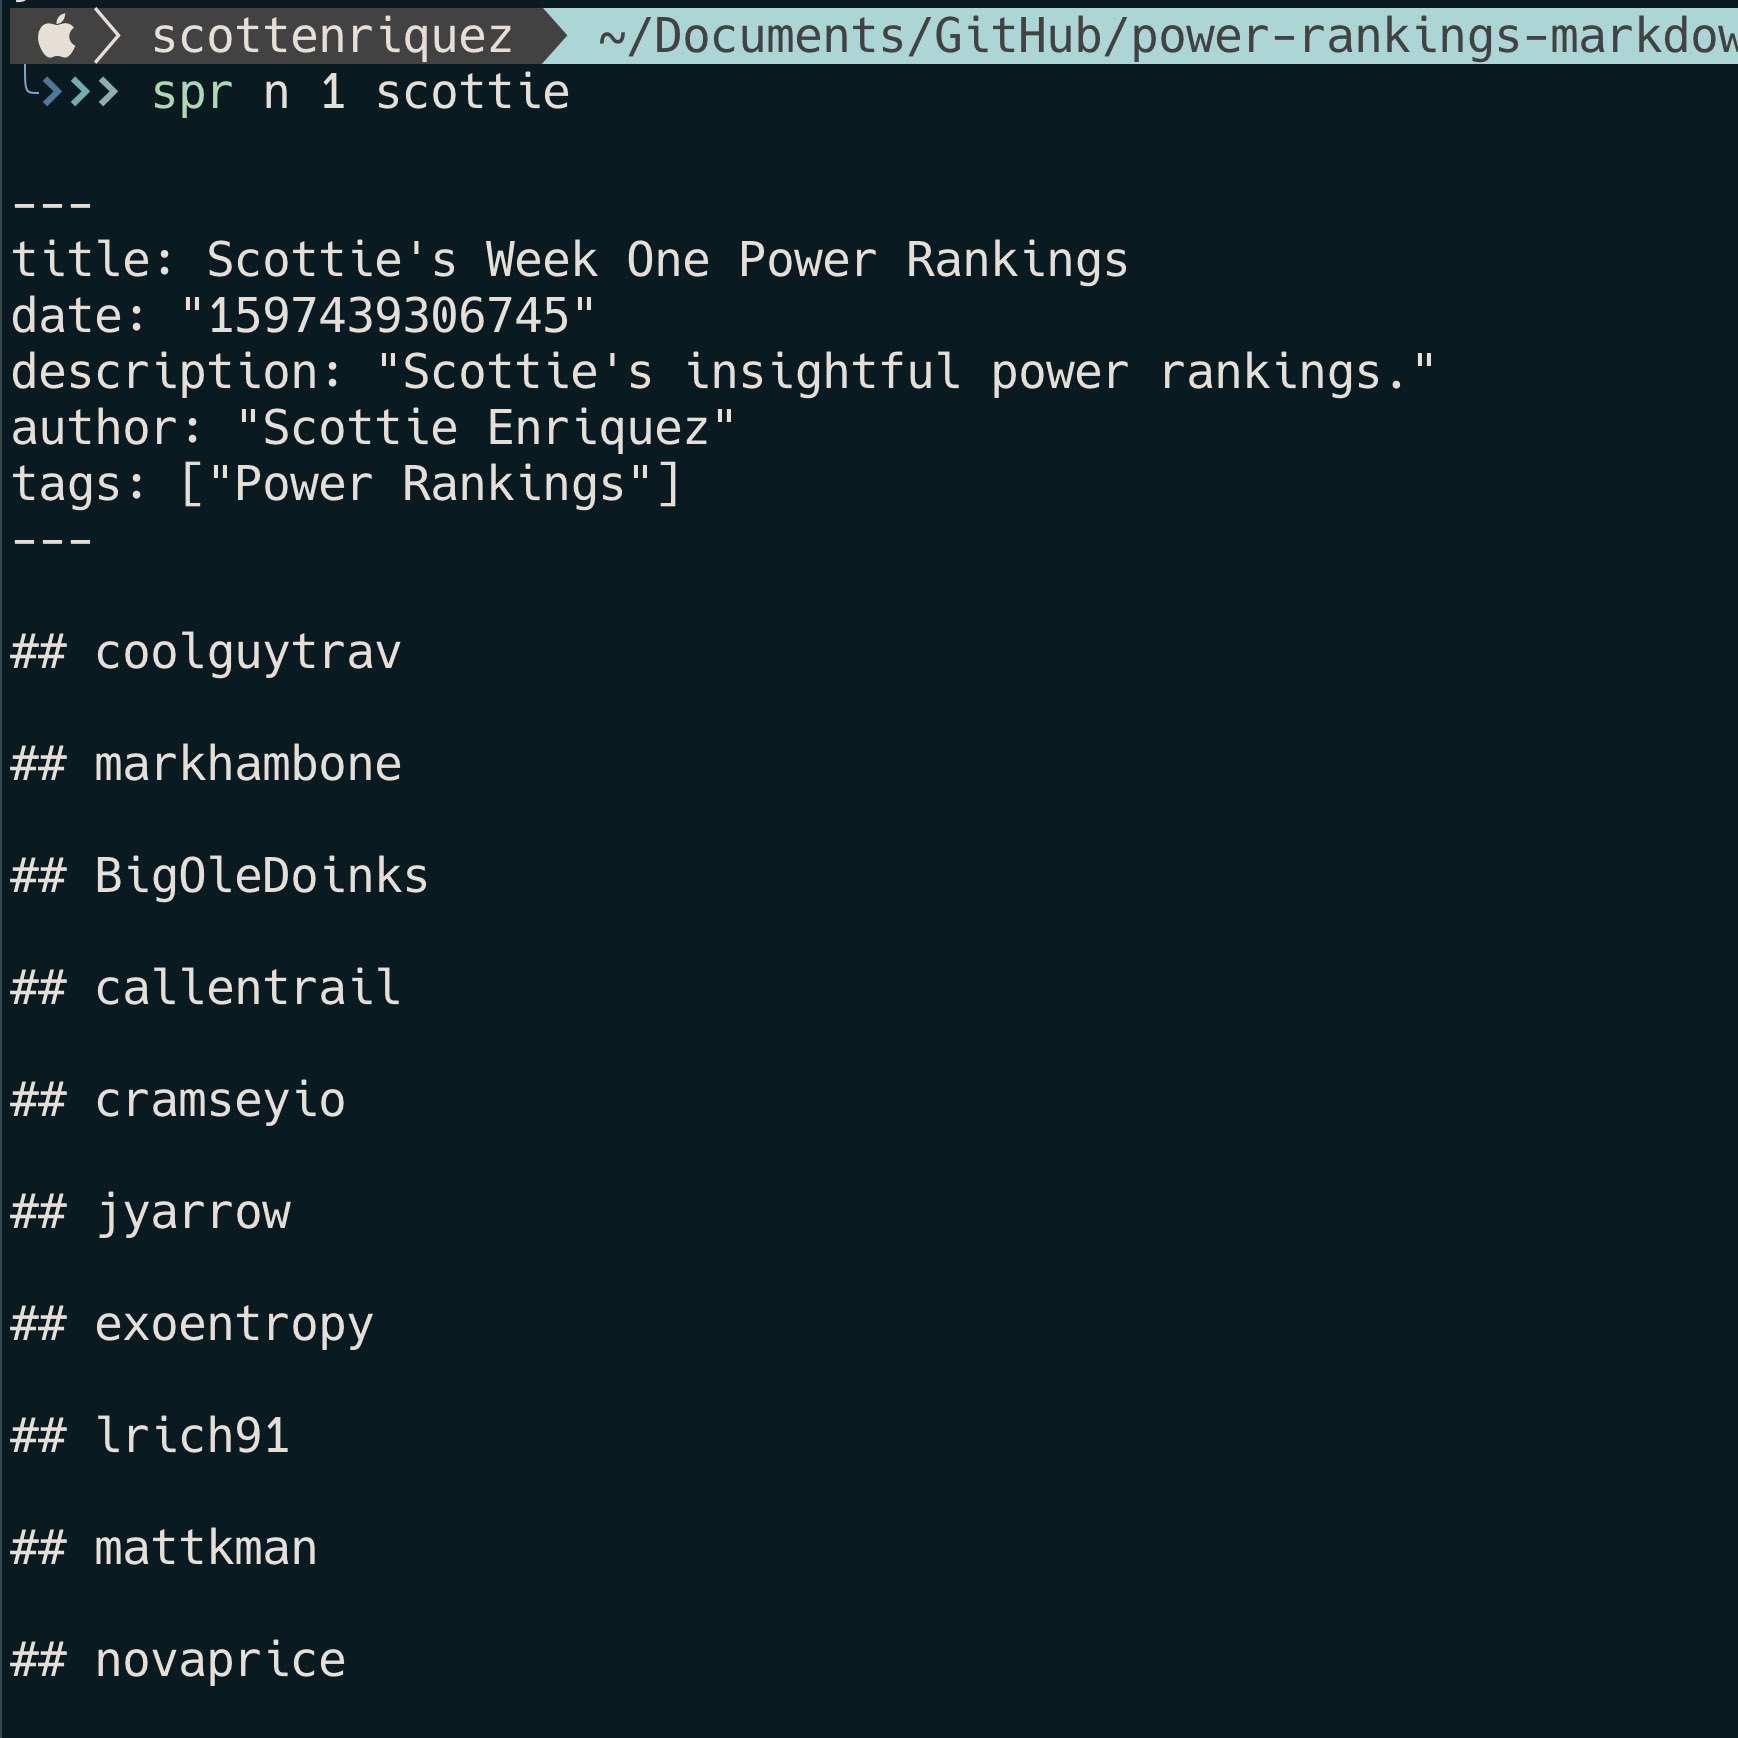 scottenriquez ~/Documents/GitHub/power-rankings-markdow
>>> spr n 1 scottie
---
title: Scottie's Week One Power Rankings
date: "1597439306745"
description: "Scottie's insightful power rankings."
author: "Scottie Enriquez"
tags: ["Power Rankings"]
---
## coolguytrav
## markhambone
## BigOleDoinks
## callentrail
## cramseyio
## jyarrow
## exoentropy
## lrich91
## mattkman
## novaprice